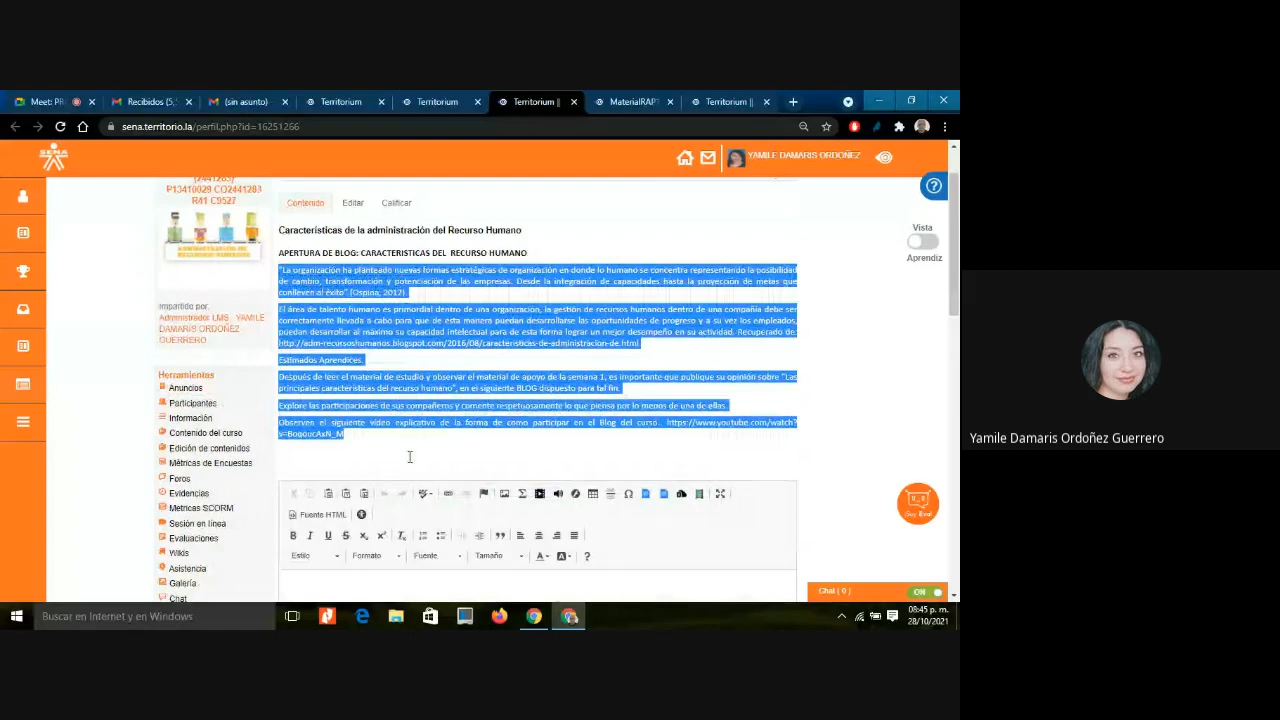 Meet: PR
Recibidos (5,
(sin asunto)
Territorium
Territorium
Territorium ||
MaterialRAP1
Territorium ||
sena.territorio.la/perfil.php?id=16251266
SENA
YAMILE DAMARIS ORDOÑEZ
(2441283)
P13410029 CO2441283
R41 C9527
ADMINISTRACION DE
RECURSOS HUMANOS
Impartido por:
Administrador LMS - YAMILE
DAMARIS ORDOÑEZ
GUERRERO
Herramientas
Anuncios
Participantes
Información
Contenido del curso
Edición de contenidos
Métricas de Encuestas
Foros
Evidencias
Metricas SCORM
Sesión en línea
Evaluaciones
Wikis
Asistencia
Galería
Chat
Contenido
Editar
Calificar
Características de la administración del Recurso Humano
APERTURA DE BLOG: CARACTERISTICAS DEL RECURSO HUMANO
"La organización ha planteado nuevas formas estratégicas de organización en donde lo humano se concentra representando la posibilidad
de cambio, transformación y potenciación de las empresas. Desde la integración de capacidades hasta la proyección de metas que
conlleven al éxito" (Ospina, 2012).
El área de talento humano es primordial dentro de una organización, la gestión de recursos humanos dentro de una compañía debe ser
correctamente llevada a cabo para que de esta manera puedan desarrollarse las oportunidades de progreso y a su vez los empleados,
puedan desarrollar al máximo su capacidad intelectual para de esta forma lograr un mejor desempeño en su actividad. Recuperado de:
http://adm-recursoshumanos.blogspot.com/2016/08/caracteristicas-de-administracion-de.html
Estimados Aprendices.
Después de leer el material de estudio y observar el material de apoyo de la semana 1, es importante que publique su opinión sobre "Las
principales características del recurso humano", en el siguiente BLOG dispuesto para tal fin.
Explore las participaciones de sus compañeros y comente respetuosamente lo que piensa por lo menos de una de ellas.
Observen el siguiente video explicativo de la forma de como participar en el Blog del curso. https://www.youtube.com/watch?
Fuente HTML
B I U S x₂ x² Tx
Estilo
Formato
Fuente
Tamaño
A
A
?
Vista
Aprendiz
Chat ( 0 )
ON
Buscar en Internet y en Windows
08:45 p. m.
28/10/2021
Yamile Damaris Ordoñez Guerrero